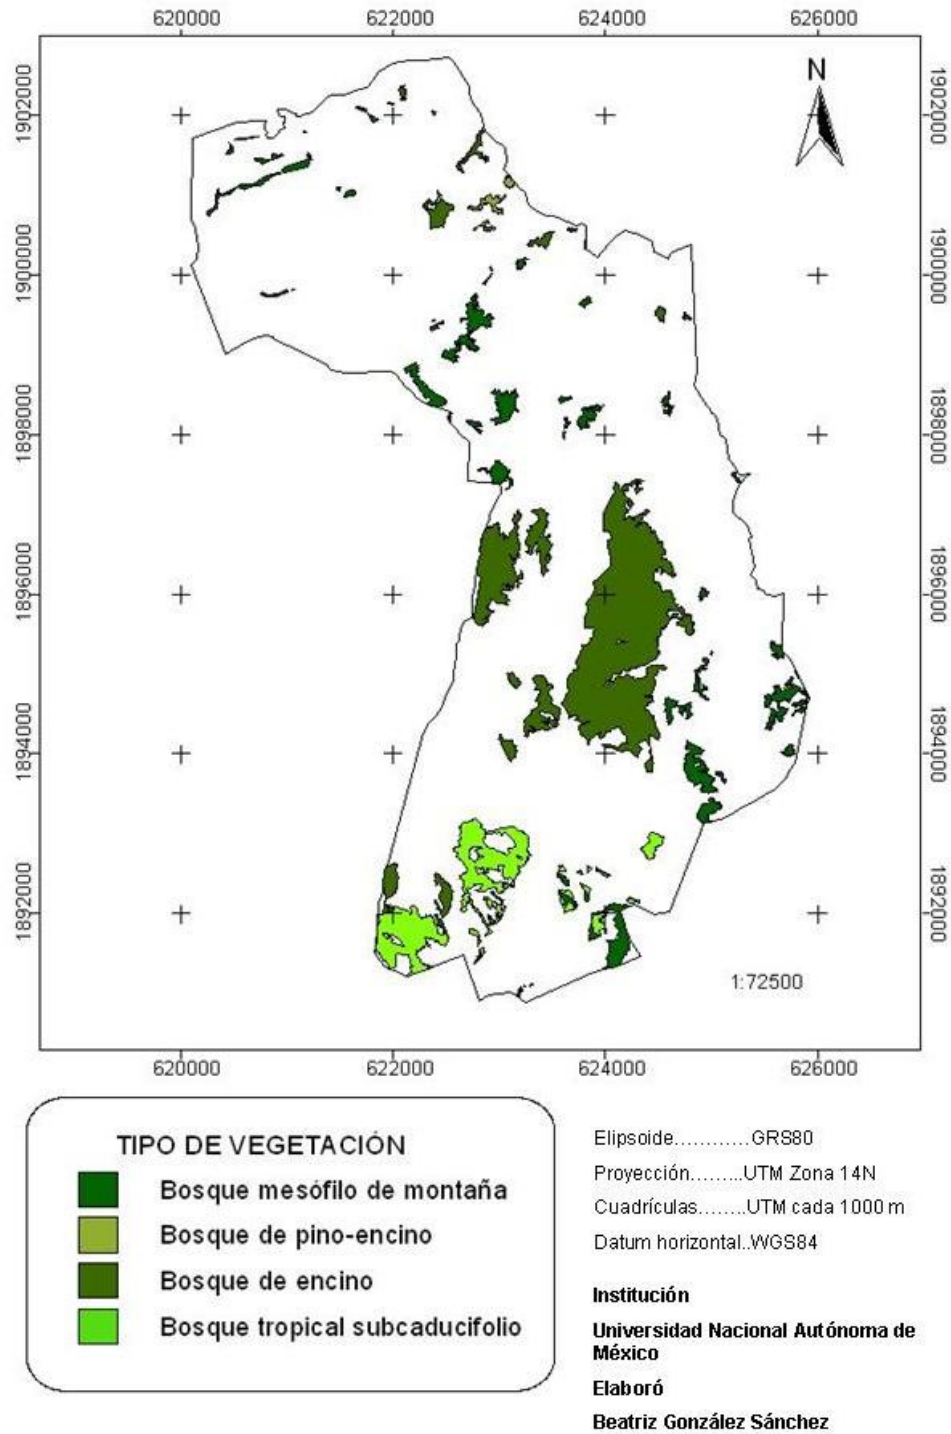 620000 622000 624000 626000
N
1902000 1902000
1900000 1900000
1898000 1898000
1896000 1896000
1894000 1894000
1892000 1892000
1:72500
620000 622000 624000 626000
TIPO DE VEGETACIÓN
Bosque mesófilo de montaña
Bosque de pino-encino
Bosque de encino
Bosque tropical subcaducifolio
Elipsoide............GRS80
Proyección.........UTM Zona 14N
Cuadrículas........UTM cada 1000 m
Datum horizontal..WGS84
Institución
Universidad Nacional Autónoma de
México
Elaboró
Beatriz González Sánchez